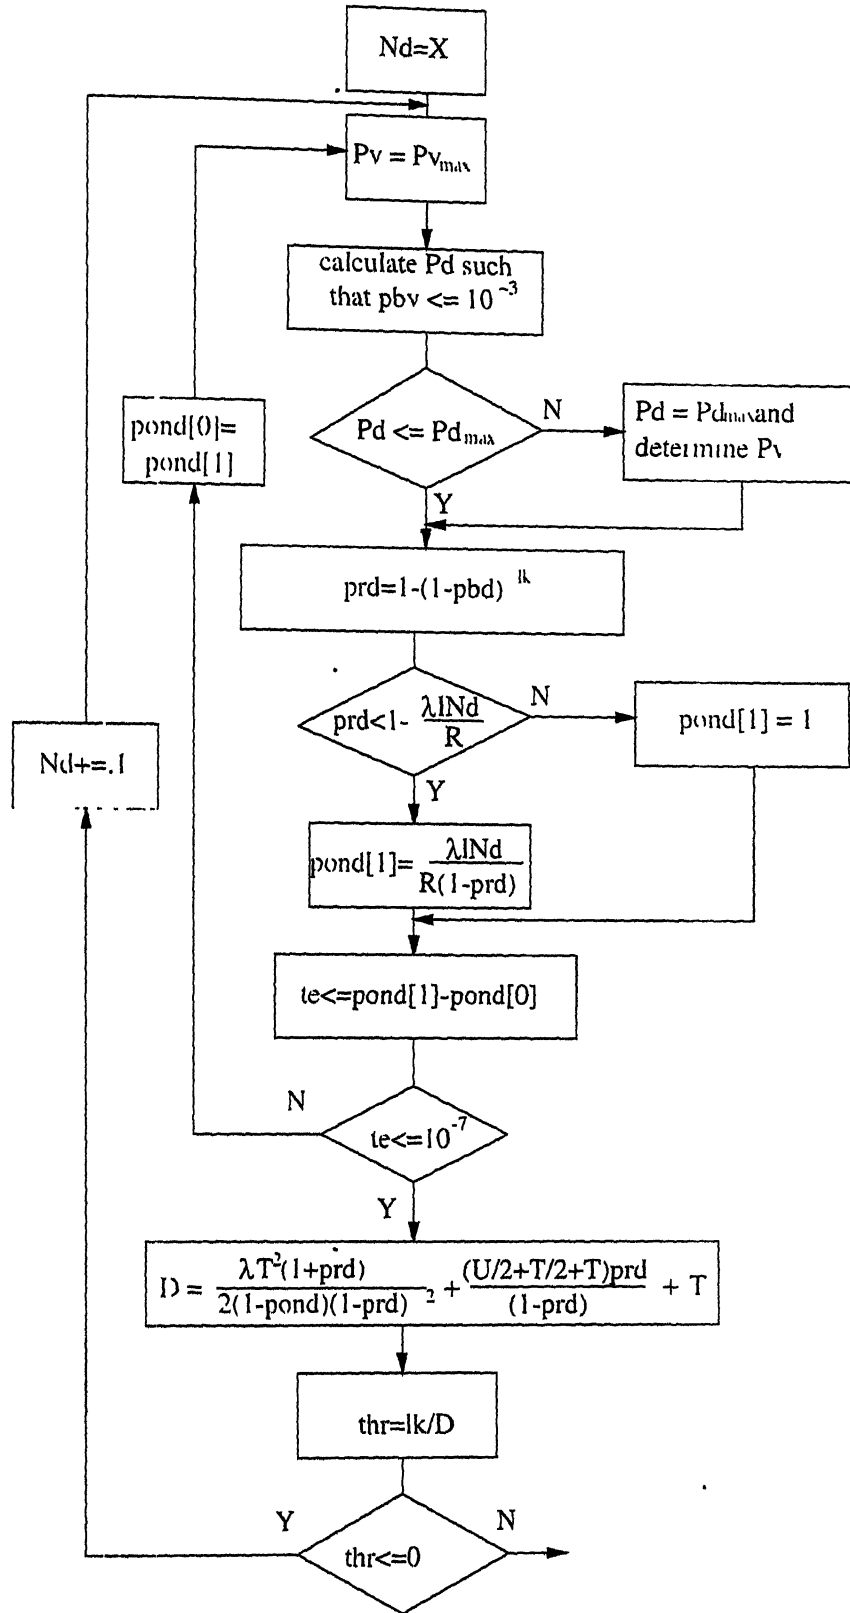 Nd=X
Pv = Pvmax
calculate Pd such
that pbv <= 10^-3
pond[0]=
pond[1]
Pd <= Pdmax
N
Pd = Pdmax and
determine Pv
Y
prd=1-(1-pbd)^lk
prd<1- λlNd/R
N
pond[1] = 1
Y
Nd+=.1
pond[1]= λlNd/R(1-prd)
te<=pond[1]-pond[0]
N
te<=10^-7
Y
D = λT²(1+prd)/2(1-pond)(1-prd)² + (U/2+T/2+T)prd/(1-prd) + T
thr=lk/D
Y
N
thr<=0